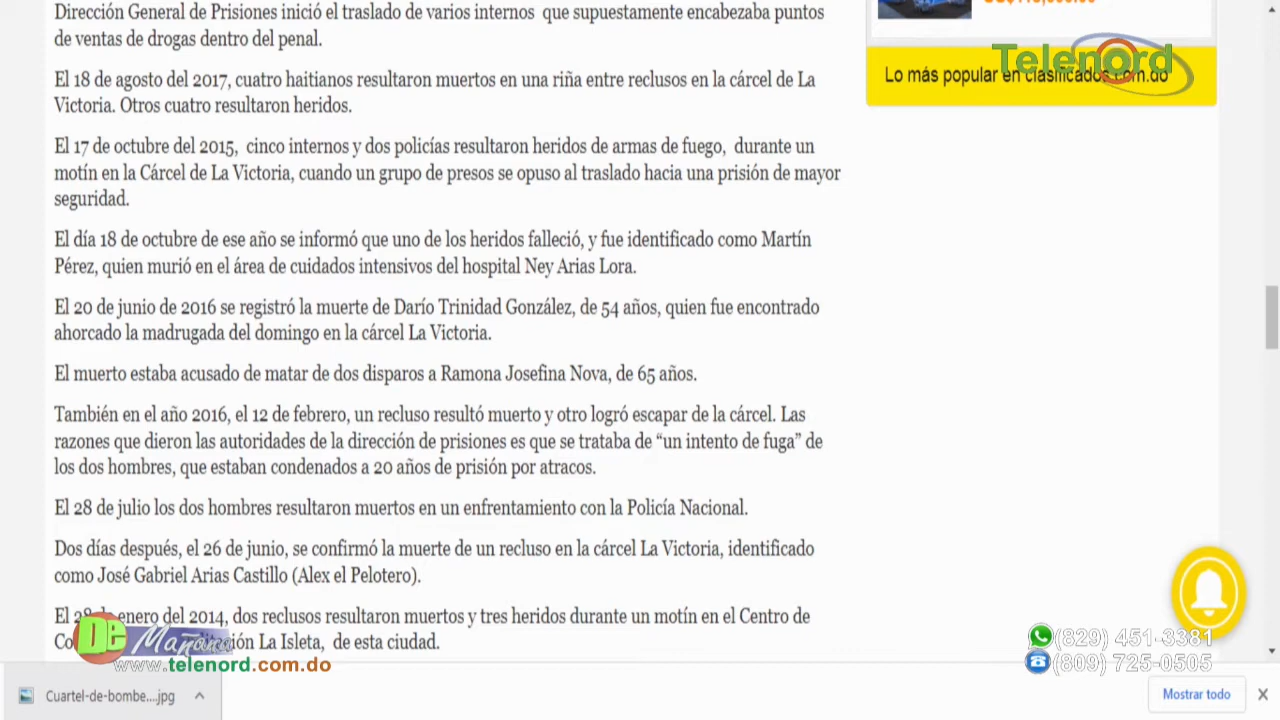 Dirección General de Prisiones inició el traslado de varios internos que supuestamente encabezaba puntos
de ventas de drogas dentro del penal.
El 18 de agosto del 2017, cuatro haitianos resultaron muertos en una riña entre reclusos en la cárcel de La
Victoria. Otros cuatro resultaron heridos.
El 17 de octubre del 2015, cinco internos y dos policías resultaron heridos de armas de fuego, durante un
motín en la Cárcel de La Victoria, cuando un grupo de presos se opuso al traslado hacia una prisión de mayor
seguridad.
El día 18 de octubre de ese año se informó que uno de los heridos falleció, y fue identificado como Martín
Pérez, quien murió en el área de cuidados intensivos del hospital Ney Arias Lora.
El 20 de junio de 2016 se registró la muerte de Darío Trinidad González, de 54 años, quien fue encontrado
ahorcado la madrugada del domingo en la cárcel La Victoria.
El muerto estaba acusado de matar de dos disparos a Ramona Josefina Nova, de 65 años.
También en el año 2016, el 12 de febrero, un recluso resultó muerto y otro logró escapar de la cárcel. Las
razones que dieron las autoridades de la dirección de prisiones es que se trataba de “un intento de fuga” de
los dos hombres, que estaban condenados a 20 años de prisión por atracos.
El 28 de julio los dos hombres resultaron muertos en un enfrentamiento con la Policía Nacional.
Dos días después, el 26 de junio, se confirmó la muerte de un recluso en la cárcel La Victoria, identificado
como José Gabriel Arias Castillo (Alex el Pelotero).
El 28 de enero del 2014, dos reclusos resultaron muertos y tres heridos durante un motín en el Centro de
La Isleta, de esta ciudad.
Telenord
Lo más popular en clasificados.com.do
De Mañana
www.telenord.com.do
(829) 451-3381
(809) 725-0505
Cuartel-de-bombe....jpg
Mostrar todo